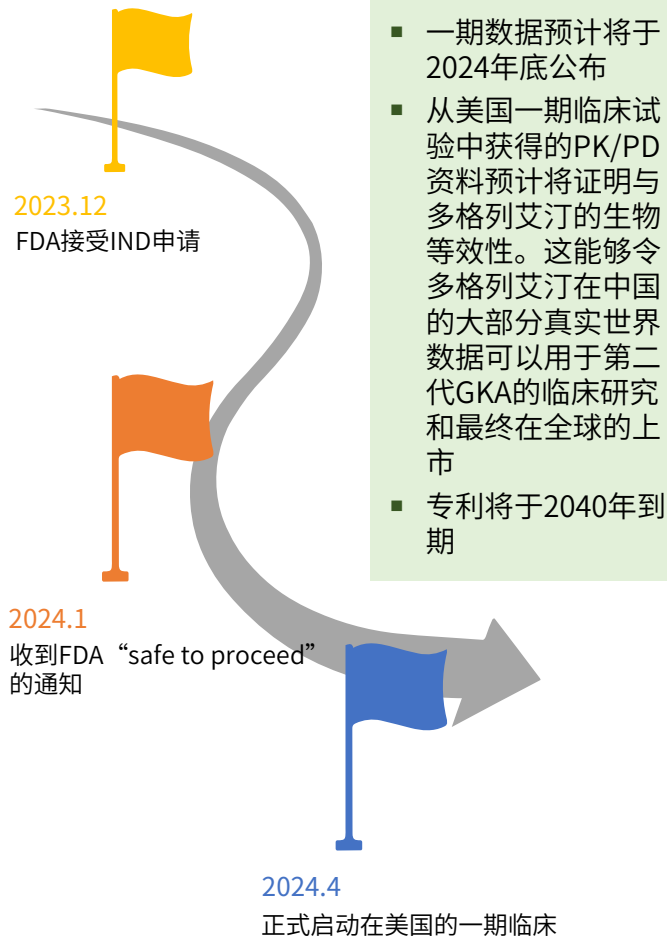 2023.12
FDA接受IND申请
2024.1
收到FDA“safe to proceed”
的通知
2024.4
正式启动在美国的一期临床
▪ 一期数据预计将于
2024年底公布
▪ 从美国一期临床试
验中获得的PK/PD
资料预计将证明与
多格列艾汀的生物
等效性。这能够令
多格列艾汀在中国
的大部分真实世界
数据可以用于第二
代GKA的临床研究
和最终在全球的上
市
▪ 专利将于2040年到
期